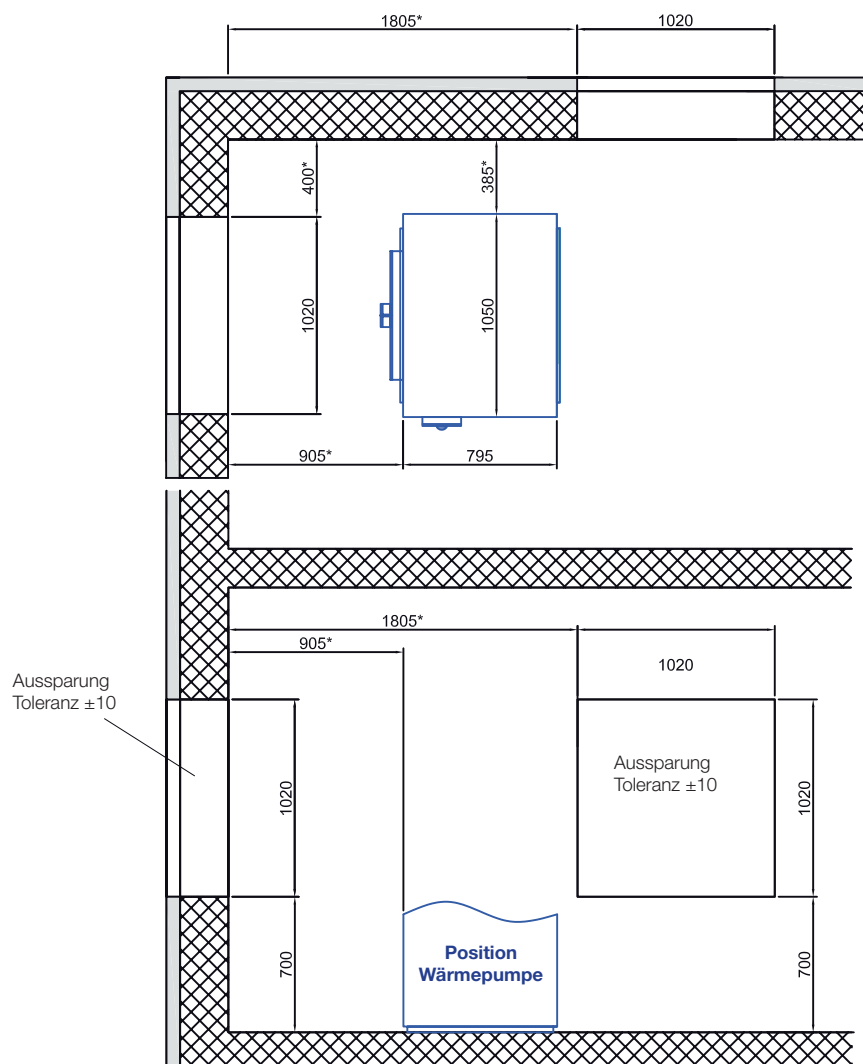 1805*
1020
400*
385*
1020
1050
905*
795
1805*
905*
1020
Aussparung
Toleranz ±10
Aussparung
Toleranz ±10
1020
1020
700
Position
Wärmepumpe
700